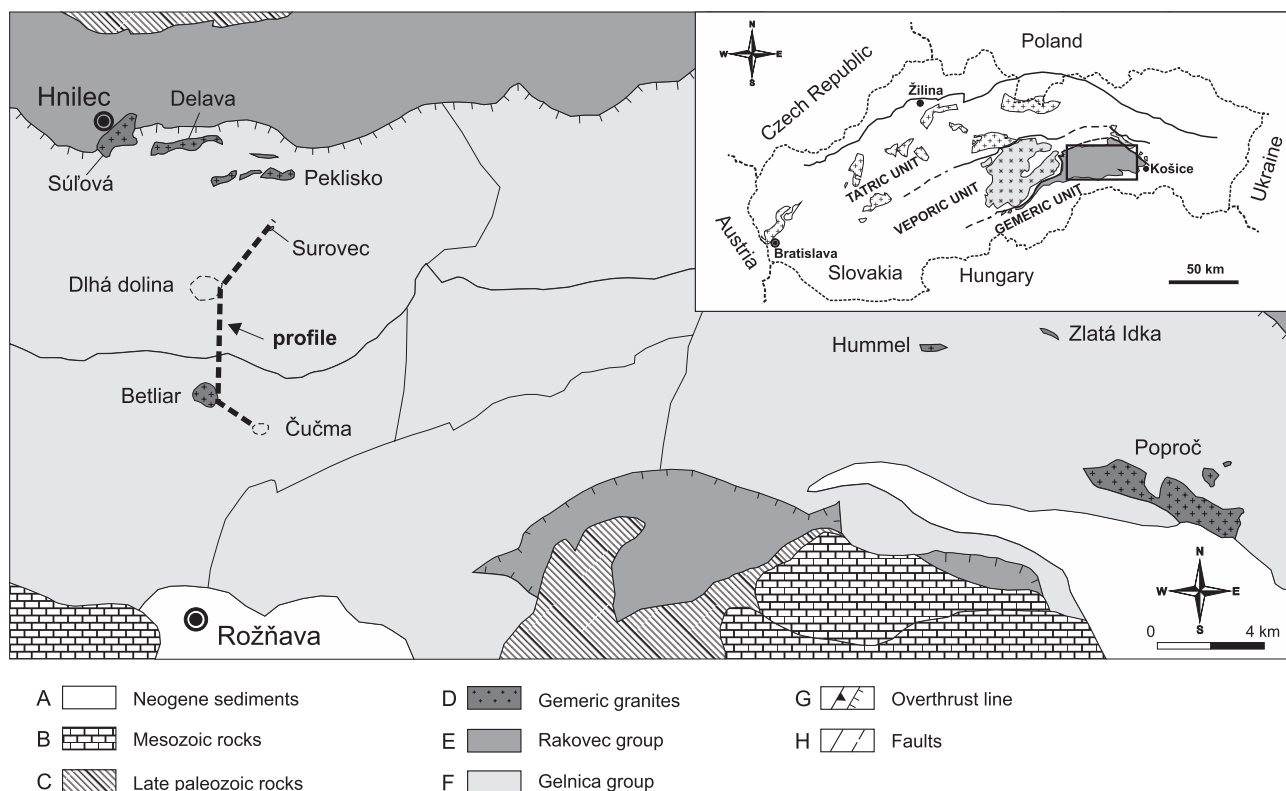 Hnilec
Delava
Súľová
Peklisko
Surovec
Dlhá dolina
profile
Betliar
Čučma
Rožňava
Hummel
Zlatá Idka
Poproč
N
W E
S
0 4 km
N
W E
S
Poland
Czech Republic
Žilina
Ukraine
Košice
TATRIC UNIT
VEPORIC UNIT
GEMERIC UNIT
Austria
Bratislava
Slovakia
Hungary
50 km
A Neogene sediments
B Mesozoic rocks
C Late paleozoic rocks
D Gemeric granites
E Rakovec group
F Gelnica group
G Overthrust line
H Faults